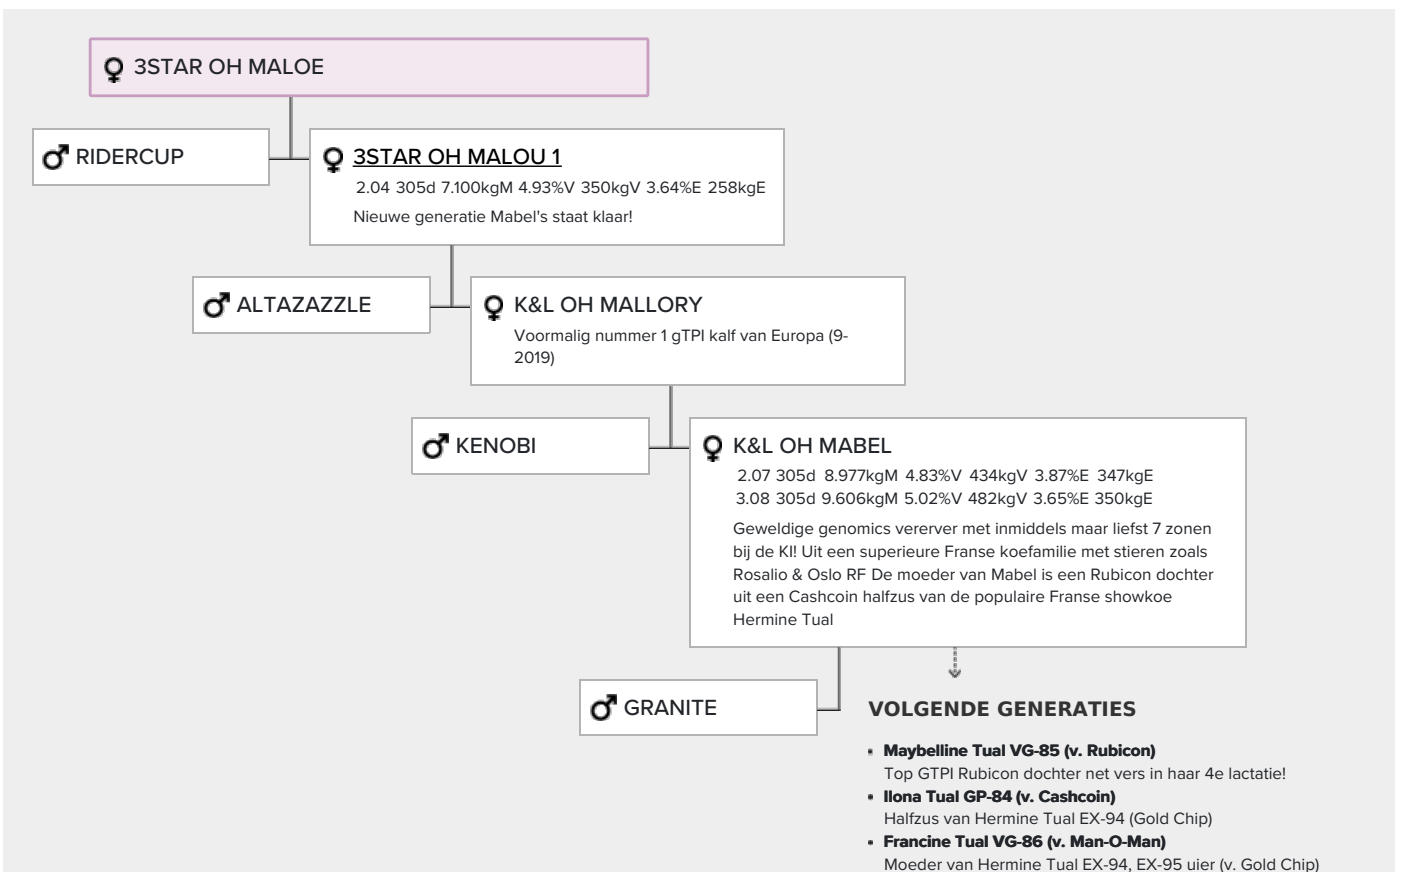 3STAR OH MALOE
RIDERCUP
3STAR OH MALOU 1
2.04 305d 7.100kgM 4.93%V 350kgV 3.64%E 258kgE
Nieuwe generatie Mabel's staat klaar!
ALTAZAZZLE
K&L OH MALLORY
Voormalig nummer 1 gTPI kalf van Europa (9-
2019)
KENOBI
K&L OH MABEL
2.07 305d 8.977kgM 4.83%V 434kgV 3.87%E 347kgE
3.08 305d 9.606kgM 5.02%V 482kgV 3.65%E 350kgE
Geweldige genomics vererver met inmiddels maar liefst 7 zonen
bij de KI! Uit een superieure Franse koefamilie met stieren zoals
Rosalio & Oslo RF De moeder van Mabel is een Rubicon dochter
uit een Cashcoin halfzus van de populaire Franse showkoe
Hermine Tual
GRANITE
VOLGENDE GENERATIES
• Maybelline Tual VG-85 (v. Rubicon)
Top GTPI Rubicon dochter net vers in haar 4e lactatie!
• Ilona Tual GP-84 (v. Cashcoin)
Halfzus van Hermine Tual EX-94 (Gold Chip)
• Francine Tual VG-86 (v. Man-O-Man)
Moeder van Hermine Tual EX-94, EX-95 uier (v. Gold Chip)